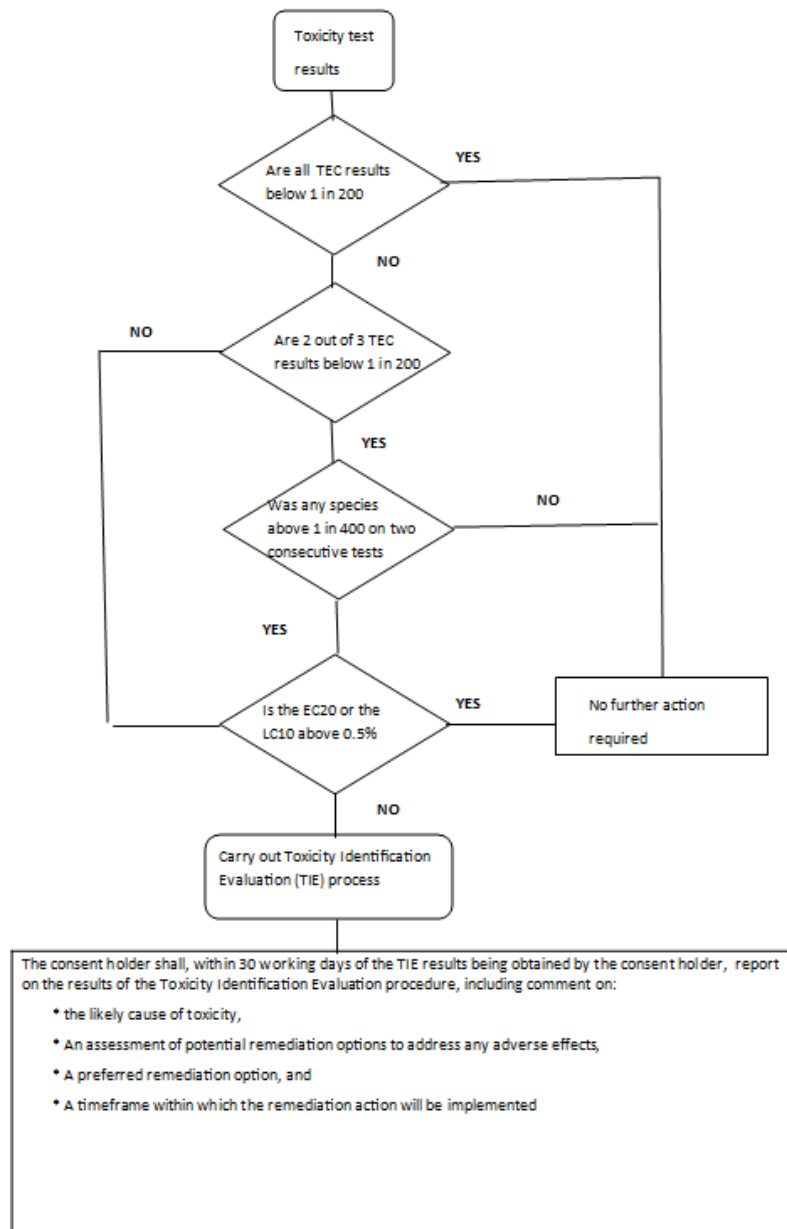 Toxicity test
results
YES
Are all TEC results
below 1 in 200
NO
NO
Are 2 out of 3 TEC
results below 1 in 200
YES
Was any species
above 1 in 400 on two
consecutive tests
NO
YES
Is the EC20 or the
LC10 above 0.5%
YES
No further action
required
NO
Carry out Toxicity Identification
Evaluation (TIE) process
The consent holder shall, within 30 working days of the TIE results being obtained by the consent holder, report
on the results of the Toxicity Identification Evaluation procedure, including comment on:
* the likely cause of toxicity,
* An assessment of potential remediation options to address any adverse effects,
* A preferred remediation option, and
* A timeframe within which the remediation action will be implemented